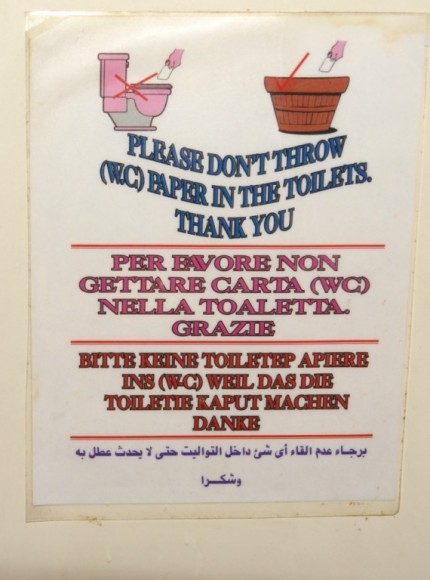 PLEASE DON'T THROW
(W.C) PAPER IN THE TOILETS.
THANK YOU
PER FAVORE NON
GETTARE CARTA (WC)
NELLA TOALETTA.
GRAZIE
BITTE KEINE TOILETEP APIERE
INS (W-C) WEIL DAS DIE
TOILETIE KAPUT MACHEN
DANKE
برجاء عدم القاء أى شئ داخل التواليت حتى لا يحدث عطل به
وشكرا